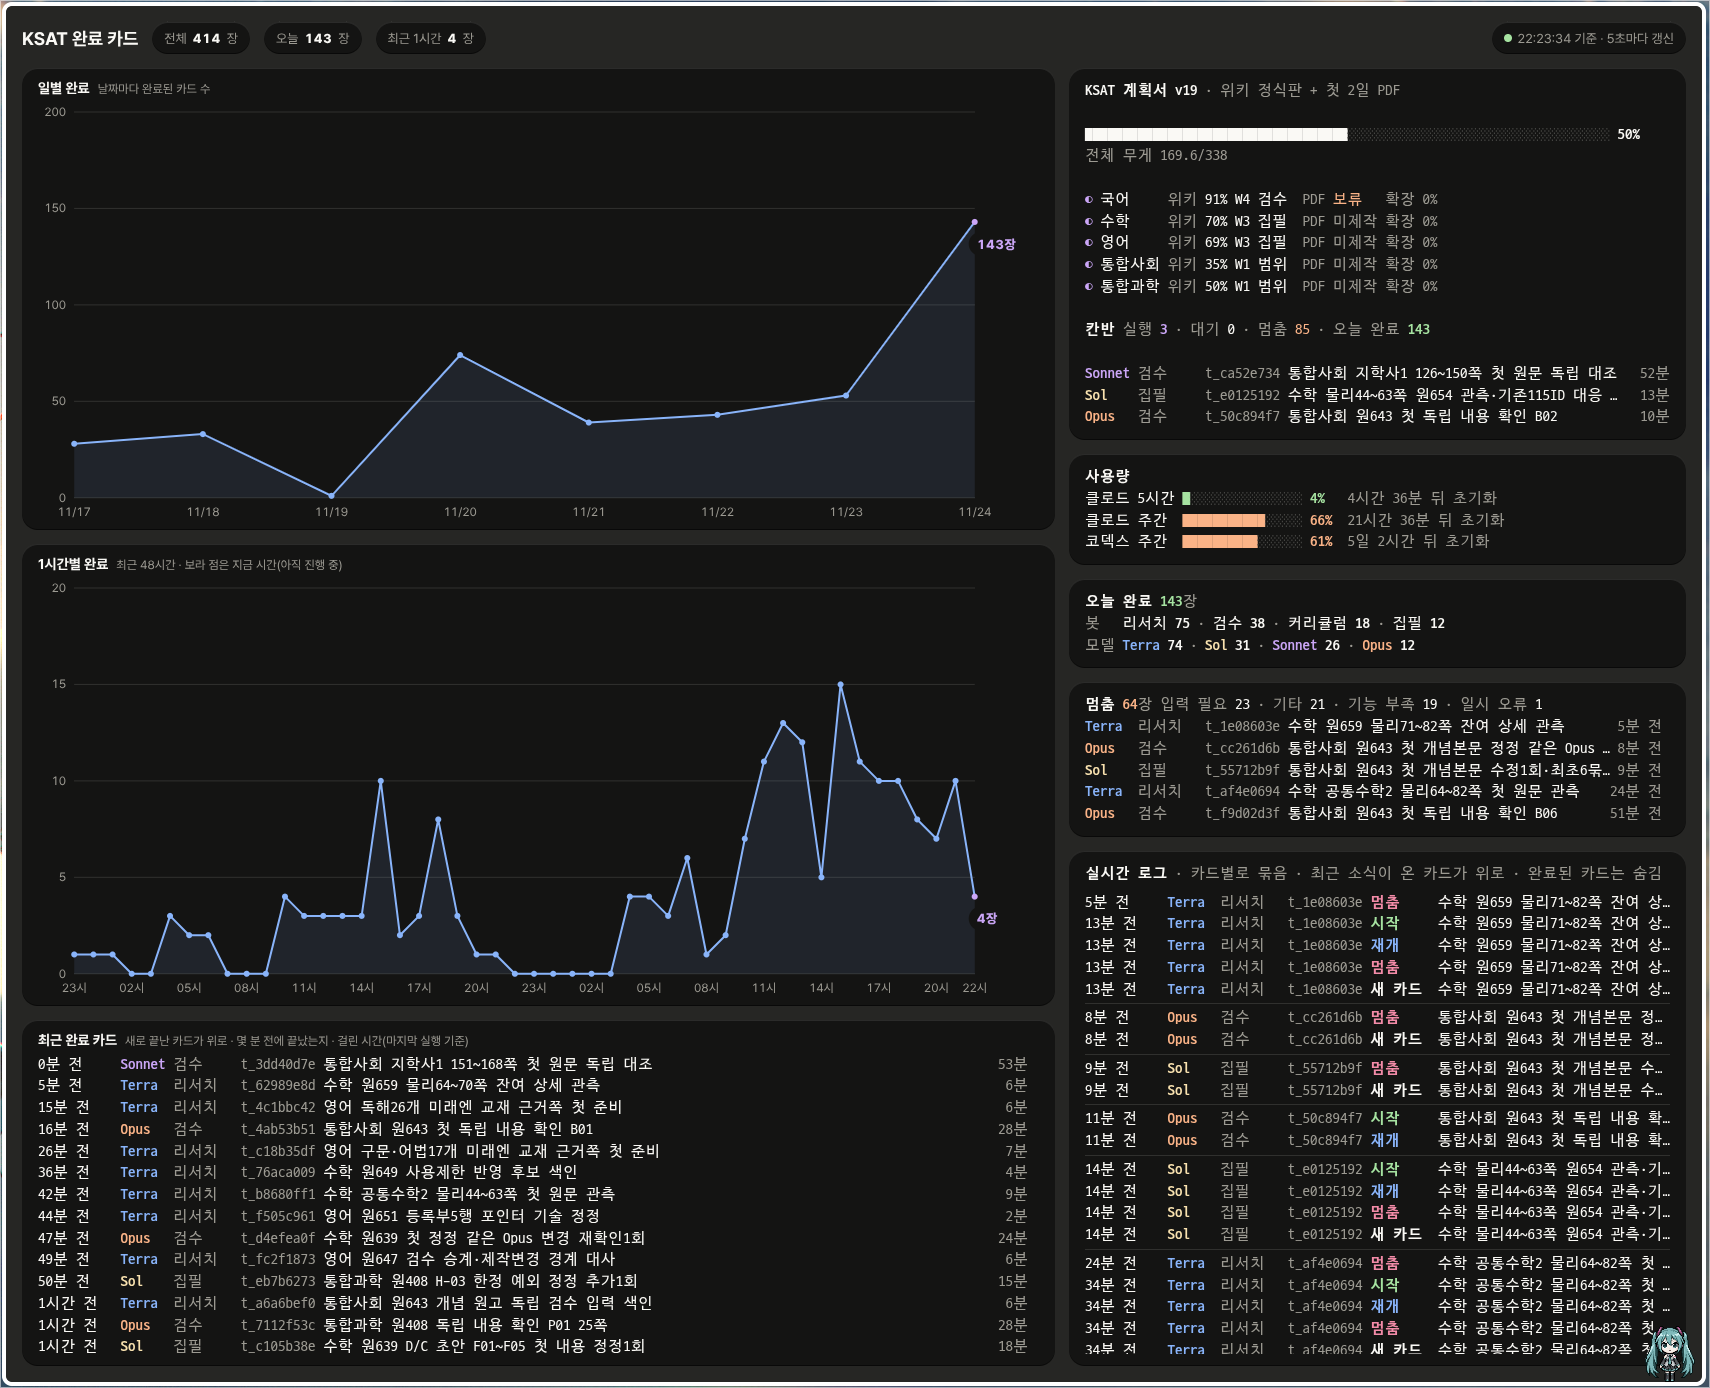 KSAT 완료 카드 전체 414 장 오늘 143 장 최근 1시간 4 장
22:23:34 기준 · 5초마다 갱신
일별 완료 날짜마다 완료된 카드 수
200
150
100
50
0
143장
11/17 11/18 11/19 11/20 11/21 11/22 11/23 11/24
1시간별 완료 최근 48시간 · 보라 점은 지금 시간(아직 진행 중)
20
15
10
5
0
4장
23시 02시 05시 08시 11시 14시 17시 20시 23시 02시 05시 08시 11시 14시 17시 20시 22시
최근 완료 카드 새로 끝난 카드가 위로 · 몇 분 전에 끝났는지 · 걸린 시간(마지막 실행 기준)
0분 전 Sonnet 검수 t_3dd40d7e 통합사회 지학사1 151~168쪽 첫 원문 독립 대조 53분
5분 전 Terra 리서치 t_62989e8d 수학 원659 물리64~70쪽 잔여 상세 관측 6분
15분 전 Terra 리서치 t_4c1bbc42 영어 독해26개 미래엔 교재 근거쪽 첫 준비 6분
16분 전 Opus 검수 t_4ab53b51 통합사회 원643 첫 독립 내용 확인 B01 28분
26분 전 Terra 리서치 t_c18b35df 영어 구문·어법17개 미래엔 교재 근거쪽 첫 준비 7분
36분 전 Terra 리서치 t_76aca009 수학 원649 사용제한 반영 후보 색인 4분
42분 전 Terra 리서치 t_b8680ff1 수학 공통수학2 물리44~63쪽 첫 원문 관측 9분
44분 전 Terra 리서치 t_f505c961 영어 원651 등록부5행 포인터 기술 정정 2분
47분 전 Opus 검수 t_d4efea0f 수학 원639 첫 정정 같은 Opus 변경 재확인1회 24분
49분 전 Terra 리서치 t_fc2f1873 영어 원647 검수 승계·제작변경 경계 대사 6분
50분 전 Sol 집필 t_eb7b6273 통합과학 원408 H-03 한정 예외 정정 추가1회 15분
1시간 전 Terra 리서치 t_a6a6bef0 통합사회 원643 개념 원고 독립 검수 입력 색인 6분
1시간 전 Opus 검수 t_7112f53c 통합과학 원408 독립 내용 확인 P01 25쪽 28분
1시간 전 Sol 집필 t_c105b38e 수학 원639 D/C 초안 F01~F05 첫 내용 정정1회 18분
KSAT 계획서 v19 · 위키 정식판 + 첫 2일 PDF
50%
전체 무게 169.6/338
국어 위키 91% W4 검수 PDF 보류 확장 0%
수학 위키 70% W3 집필 PDF 미제작 확장 0%
영어 위키 69% W3 집필 PDF 미제작 확장 0%
통합사회 위키 35% W1 범위 PDF 미제작 확장 0%
통합과학 위키 50% W1 범위 PDF 미제작 확장 0%
칸반 실행 3 · 대기 0 · 멈춤 85 · 오늘 완료 143
Sonnet 검수 t_ca52e734 통합사회 지학사1 126~150쪽 첫 원문 독립 대조 52분
Sol 집필 t_e0125192 수학 물리44~63쪽 원654 관측·기존115ID 대응 … 13분
Opus 검수 t_50c894f7 통합사회 원643 첫 독립 내용 확인 B02 10분
사용량
클로드 5시간 4% 4시간 36분 뒤 초기화
클로드 주간 66% 21시간 36분 뒤 초기화
코덱스 주간 61% 5일 2시간 뒤 초기화
오늘 완료 143장
봇 리서치 75 · 검수 38 · 커리큘럼 18 · 집필 12
모델 Terra 74 · Sol 31 · Sonnet 26 · Opus 12
멈춤 64장 입력 필요 23 · 기타 21 · 기능 부족 19 · 일시 오류 1
Terra 리서치 t_1e08603e 수학 원659 물리71~82쪽 잔여 상세 관측 5분 전
Opus 검수 t_cc261d6b 통합사회 원643 첫 개념본문 정정 같은 Opus … 8분 전
Sol 집필 t_55712b9f 통합사회 원643 첫 개념본문 수정1회·최초6묶… 9분 전
Terra 리서치 t_af4e0694 수학 공통수학2 물리64~82쪽 첫 원문 관측 24분 전
Opus 검수 t_f9d02d3f 통합사회 원643 첫 독립 내용 확인 B06 51분 전
실시간 로그 · 카드별로 묶음 · 최근 소식이 온 카드가 위로 · 완료된 카드는 숨김
5분 전 Terra 리서치 t_1e08603e 멈춤 수학 원659 물리71~82쪽 잔여 상…
13분 전 Terra 리서치 t_1e08603e 시작 수학 원659 물리71~82쪽 잔여 상…
13분 전 Terra 리서치 t_1e08603e 재개 수학 원659 물리71~82쪽 잔여 상…
13분 전 Terra 리서치 t_1e08603e 멈춤 수학 원659 물리71~82쪽 잔여 상…
13분 전 Terra 리서치 t_1e08603e 새 카드 수학 원659 물리71~82쪽 잔여 상…
8분 전 Opus 검수 t_cc261d6b 멈춤 통합사회 원643 첫 개념본문 정…
8분 전 Opus 검수 t_cc261d6b 새 카드 통합사회 원643 첫 개념본문 정…
9분 전 Sol 집필 t_55712b9f 멈춤 통합사회 원643 첫 개념본문 수…
9분 전 Sol 집필 t_55712b9f 새 카드 통합사회 원643 첫 개념본문 수…
11분 전 Opus 검수 t_50c894f7 시작 통합사회 원643 첫 독립 내용 확…
11분 전 Opus 검수 t_50c894f7 재개 통합사회 원643 첫 독립 내용 확…
14분 전 Sol 집필 t_e0125192 시작 수학 물리44~63쪽 원654 관측·기…
14분 전 Sol 집필 t_e0125192 재개 수학 물리44~63쪽 원654 관측·기…
14분 전 Sol 집필 t_e0125192 멈춤 수학 물리44~63쪽 원654 관측·기…
14분 전 Sol 집필 t_e0125192 새 카드 수학 물리44~63쪽 원654 관측·기…
24분 전 Terra 리서치 t_af4e0694 멈춤 수학 공통수학2 물리64~82쪽 첫 …
34분 전 Terra 리서치 t_af4e0694 시작 수학 공통수학2 물리64~82쪽 첫 …
34분 전 Terra 리서치 t_af4e0694 재개 수학 공통수학2 물리64~82쪽 첫 …
34분 전 Terra 리서치 t_af4e0694 멈춤 수학 공통수학2 물리64~82쪽 첫
34분 전 Terra 리서치 t_af4e0694 새 카드 수학 공통수학2 물리64~82쪽 첫